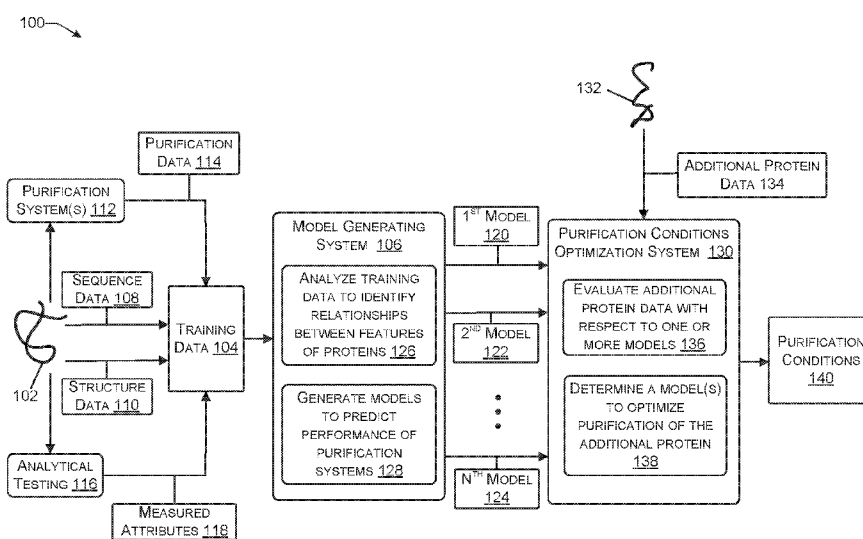 100
132
PURIFICATION
DATA 114
ADDITIONAL PROTEIN
DATA 134
PURIFICATION
SYSTEM(S) 112
SEQUENCE
DATA 108
102
STRUCTURE
DATA 110
ANALYTICAL
TESTING 116
MEASURED
ATTRIBUTES 118
TRAINING
DATA 104
MODEL GENERATING
SYSTEM 106
ANALYZE TRAINING
DATA TO IDENTIFY
RELATIONSHIPS
BETWEEN FEATURES
OF PROTEINS 126
GENERATE MODELS
TO PREDICT
PERFORMANCE OF
PURIFICATION
SYSTEMS 128
1ST MODEL
120
2ND MODEL
122
NTH MODEL
124
PURIFICATION CONDITIONS
OPTIMIZATION SYSTEM 130
EVALUATE ADDITIONAL
PROTEIN DATA WITH
RESPECT TO ONE OR
MORE MODELS 136
DETERMINE A MODEL(S) TO
OPTIMIZE
PURIFICATION OF THE
ADDITIONAL PROTEIN
138
PURIFICATION
CONDITIONS
140